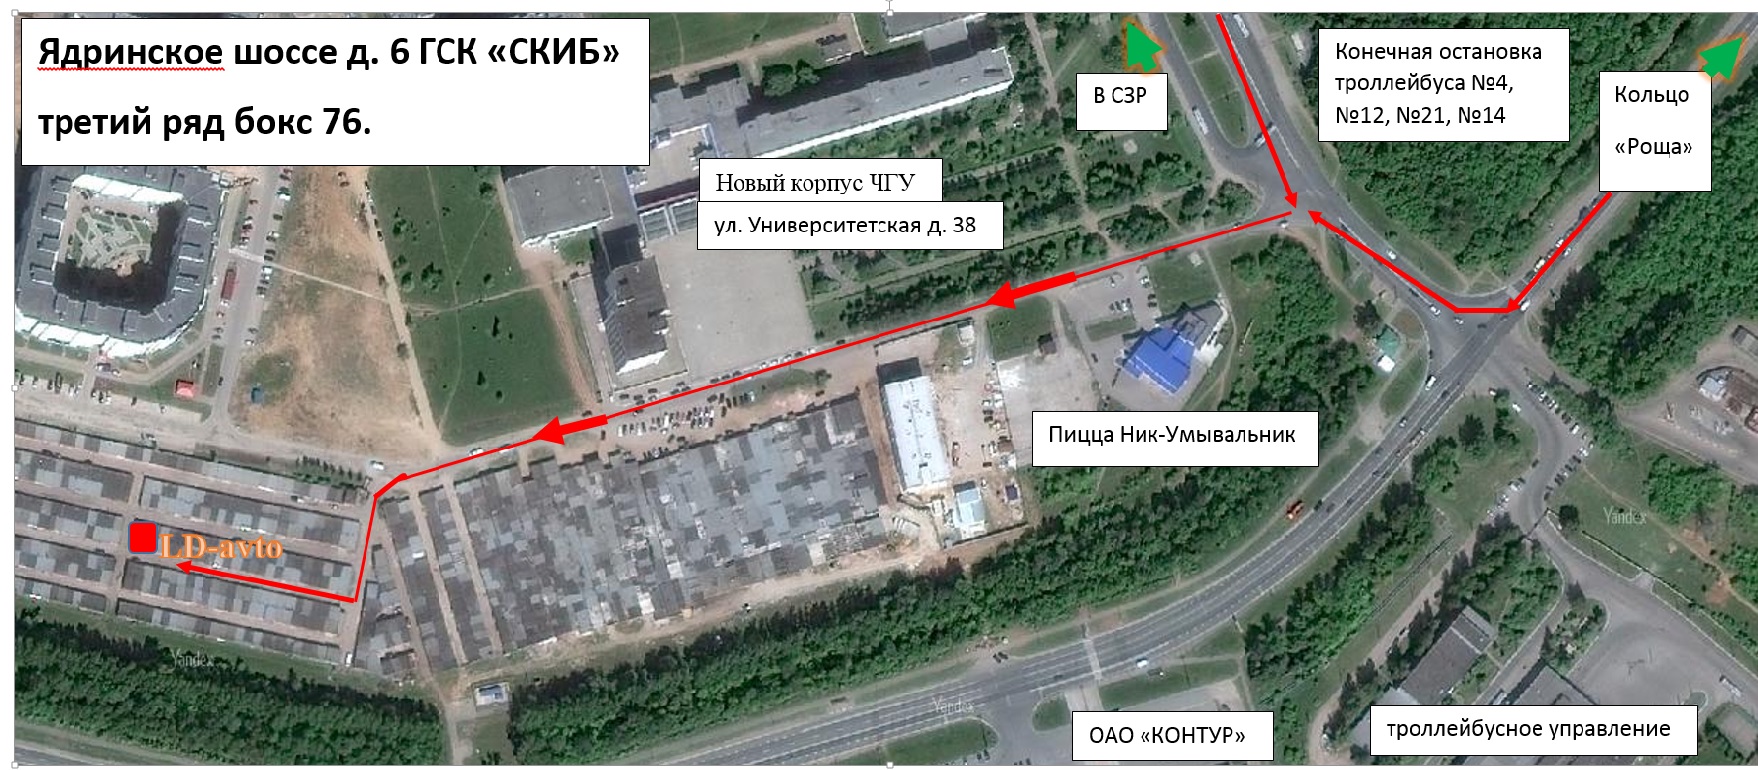 Ядринское шоссе д. 6 ГСК «СКИБ»
третий ряд бокс 76.
В СЗР
Конечная остановка
троллейбуса №4,
№12, №21, №14
Кольцо
«Роща»
Новый корпус ЧГУ
ул. Университетская д. 38
Пицца Ник-Умывальник
LD-avto
Yandex
Yandex
Yandex
ОАО «КОНТУР»
троллейбусное управление